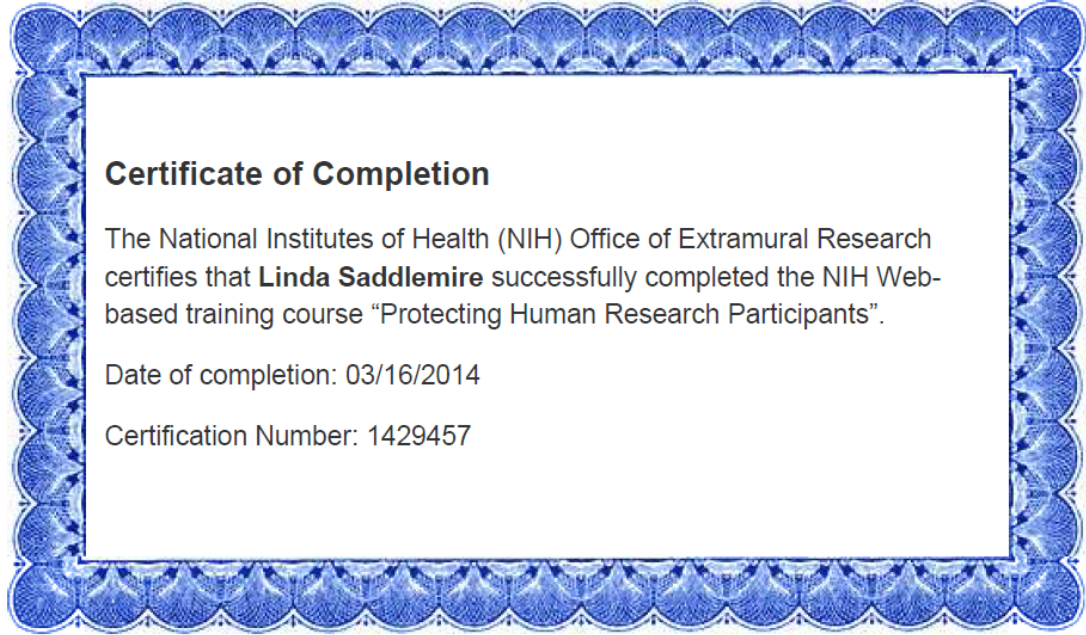 Certificate of Completion
The National Institutes of Health (NIH) Office of Extramural Research
certifies that Linda Saddlemire successfully completed the NIH Web-
based training course “Protecting Human Research Participants”.
Date of completion: 03/16/2014
Certification Number: 1429457